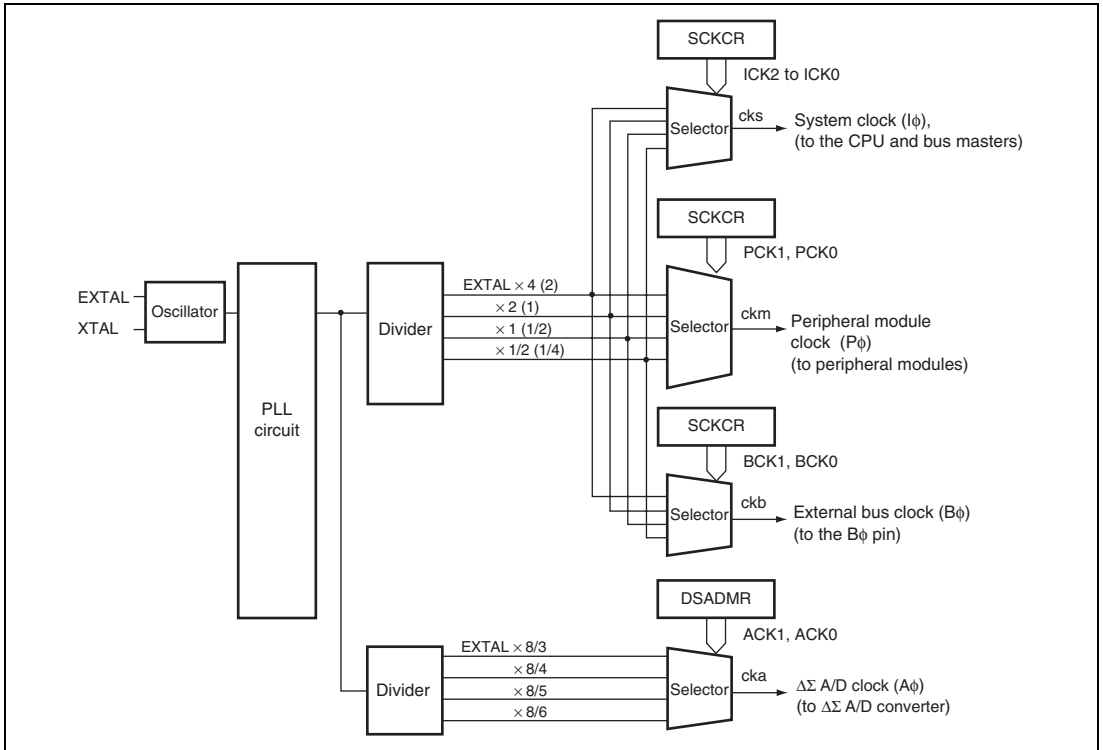 SCKCR
ICK2 to ICK0
Selector
cks
System clock (Iϕ),
(to the CPU and bus masters)
SCKCR
PCK1, PCK0
EXTAL
XTAL
Oscillator
PLL
circuit
Divider
EXTAL × 4 (2)
× 2 (1)
× 1 (1/2)
× 1/2 (1/4)
Selector
ckm
Peripheral module
clock (Pϕ)
(to peripheral modules)
SCKCR
BCK1, BCK0
Selector
ckb
External bus clock (Bϕ)
(to the Bϕ pin)
DSADMR
ACK1, ACK0
Divider
EXTAL × 8/3
× 8/4
× 8/5
× 8/6
Selector
cka
ΔΣ A/D clock (Aϕ)
(to ΔΣ A/D converter)